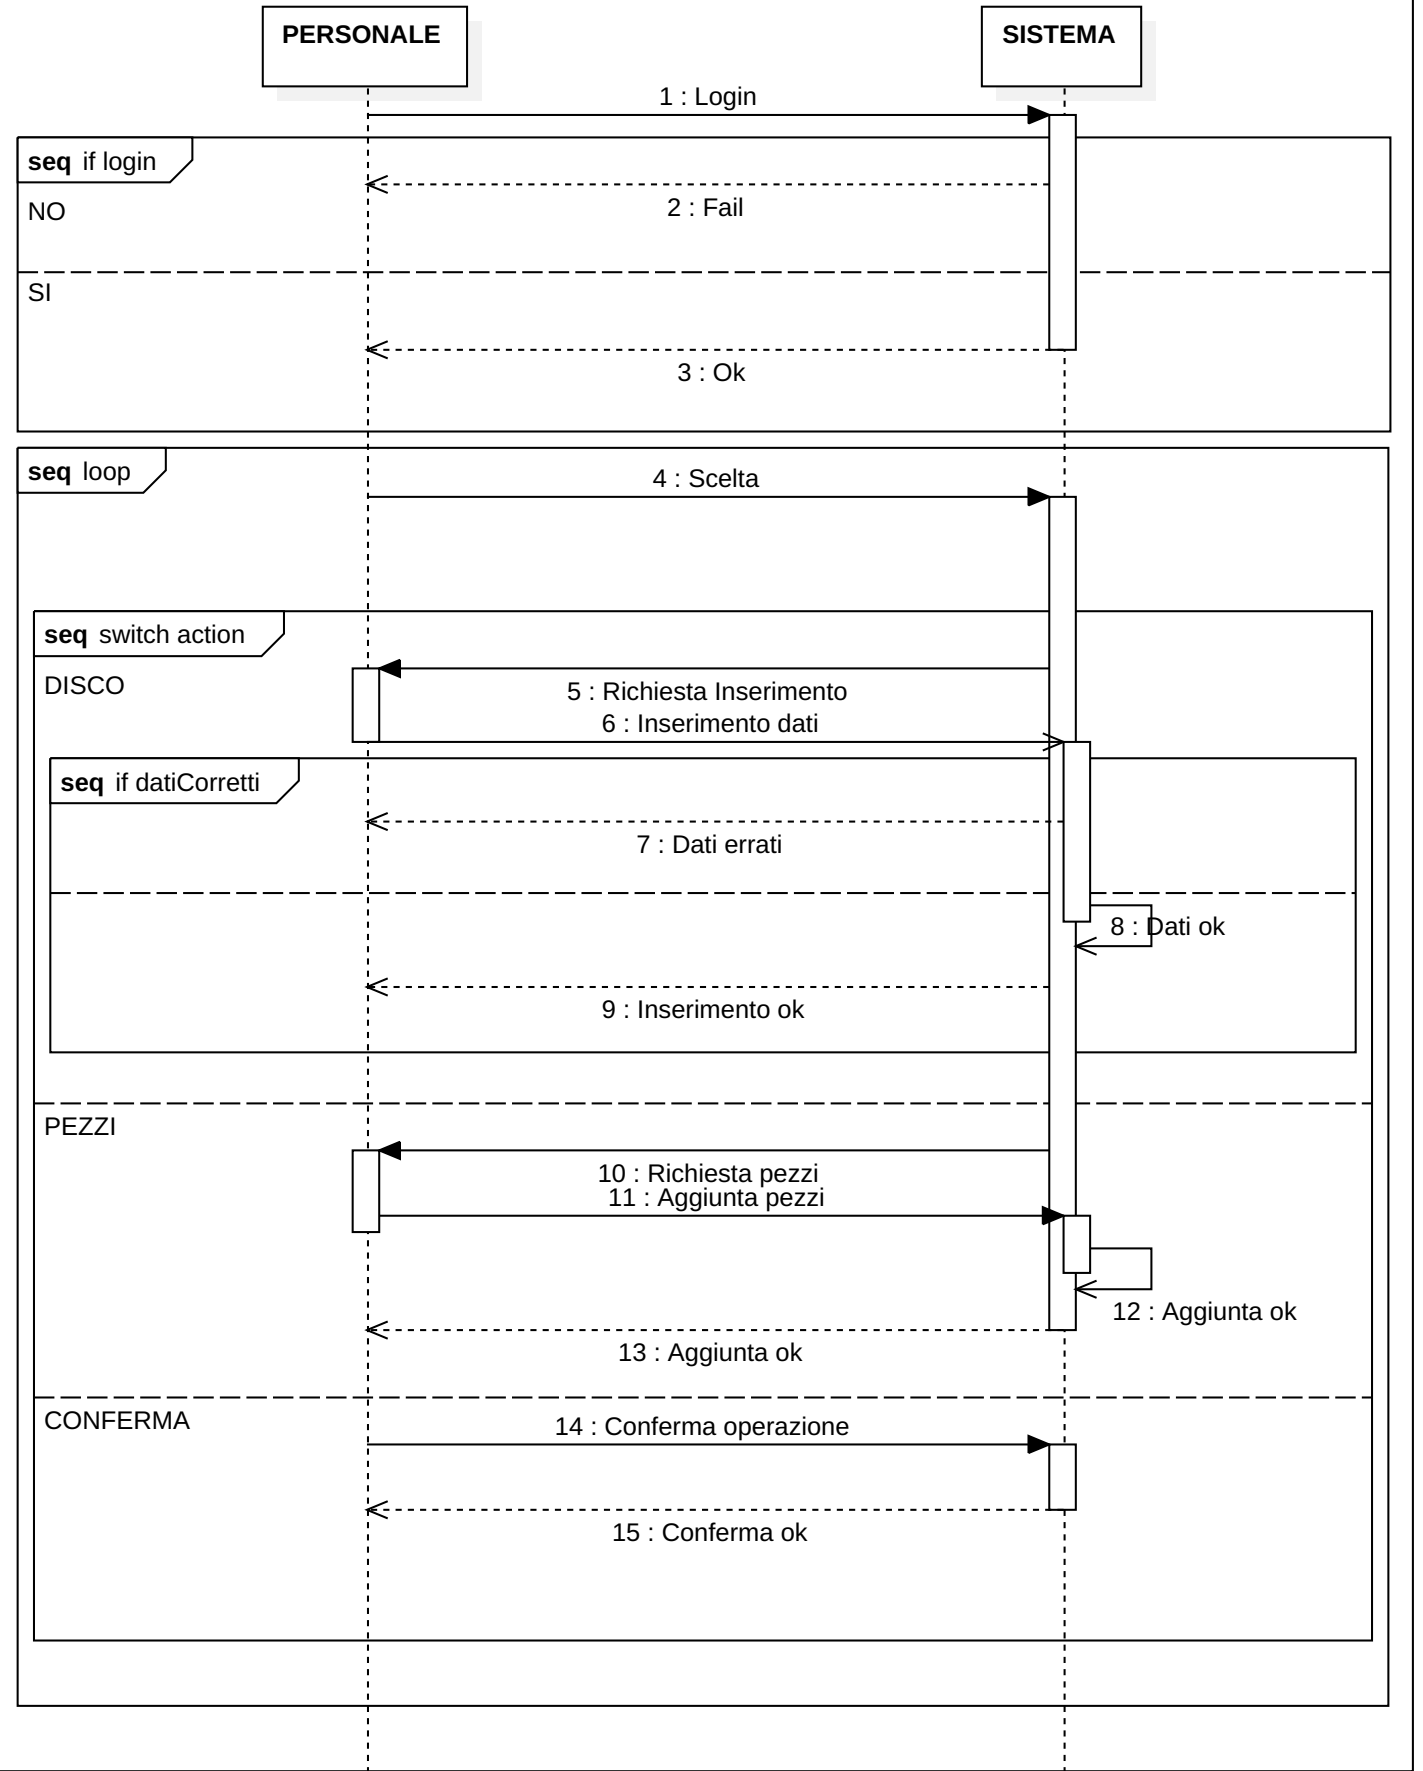 PERSONALE
SISTEMA
1 : Login
seq if login
NO
2 : Fail
SI
3 : Ok
seq loop
4 : Scelta
seq switch action
DISCO
5 : Richiesta Inserimento
6 : Inserimento dati
seq if datiCorretti
7 : Dati errati
8 : Dati ok
9 : Inserimento ok
PEZZI
10 : Richiesta pezzi
11 : Aggiunta pezzi
12 : Aggiunta ok
13 : Aggiunta ok
CONFERMA
14 : Conferma operazione
15 : Conferma ok